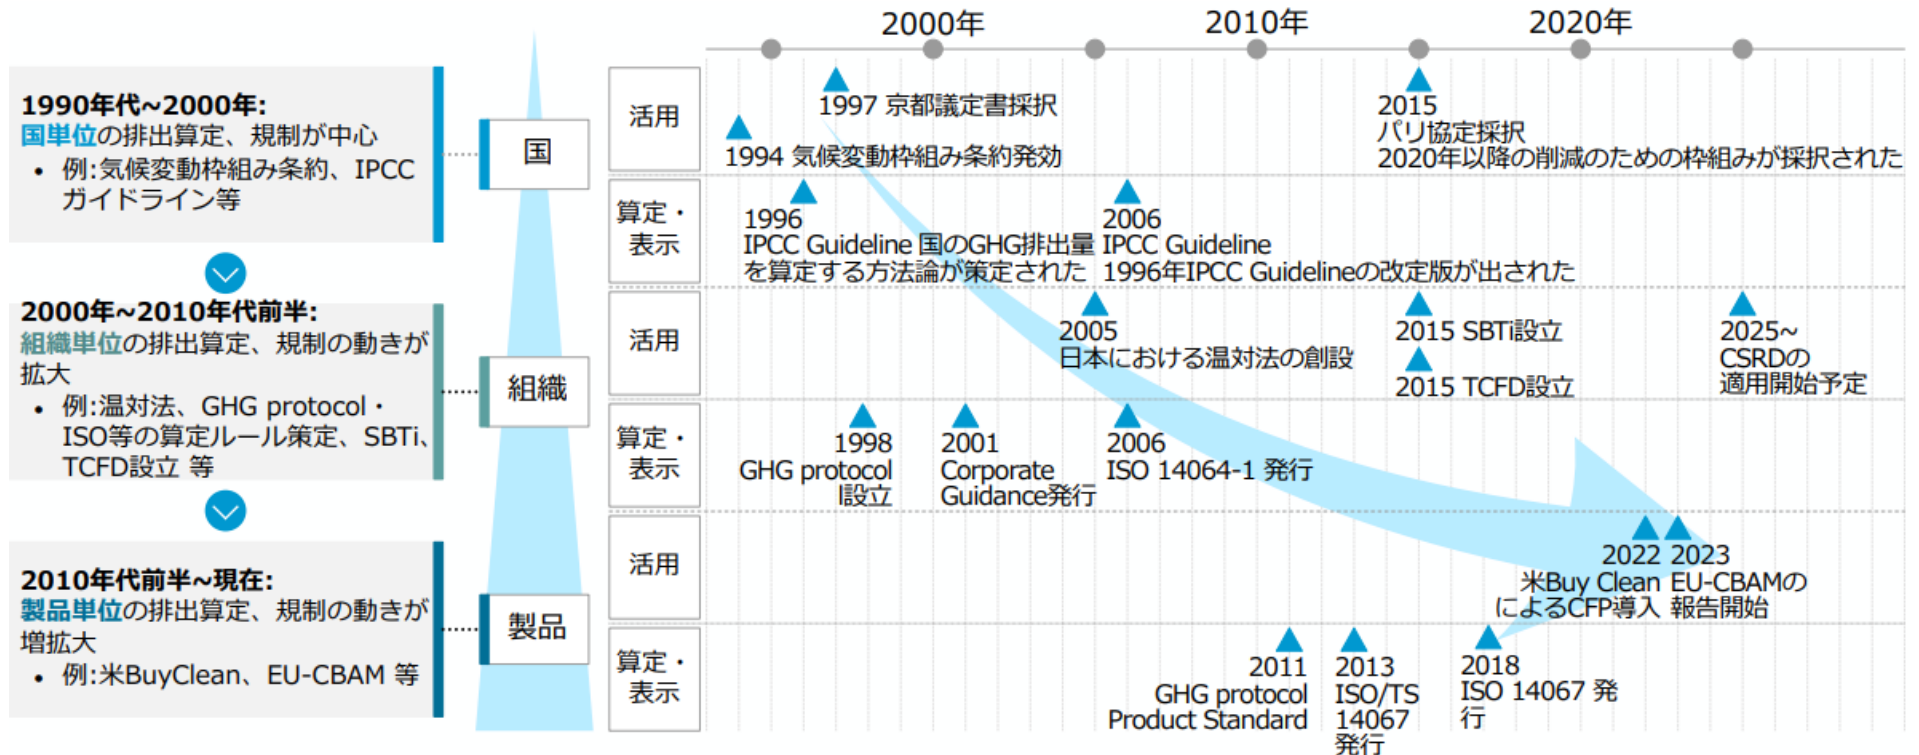 2000年
2010年
2020年
1990年代~2000年:
国単位の排出算定、規制が中心
• 例:気候変動枠組み条約、IPCC
ガイドライン等
2000年~2010年代前半:
組織単位の排出算定、規制の動きが
拡大
• 例:温対法、GHG protocol・
ISO等の算定ルール策定、SBTi、
TCFD設立 等
2010年代前半~現在:
製品単位の排出算定、規制の動きが
増拡大
• 例:米BuyClean、EU-CBAM 等
国
組織
製品
活用
1997 京都議定書採択
1994 気候変動枠組み条約発効
2015
パリ協定採択
2020年以降の削減のための枠組みが採択された
算定・
表示
1996
IPCC Guideline 国のGHG排出量
を算定する方法論が策定された
2006
IPCC Guideline
1996年IPCC Guidelineの改定版が出された
活用
2005
日本における温対法の創設
2015 SBTi設立
2015 TCFD設立
2025~
CSRDの
適用開始予定
算定・
表示
1998
GHG protocol
l設立
2001
Corporate
Guidance発行
2006
ISO 14064-1 発行
活用
2022
米Buy Clean
によるCFP導入
2023
EU-CBAMの
報告開始
算定・
表示
2011
GHG protocol
Product Standard
2013
ISO/TS
14067
発行
2018
ISO 14067 発
行